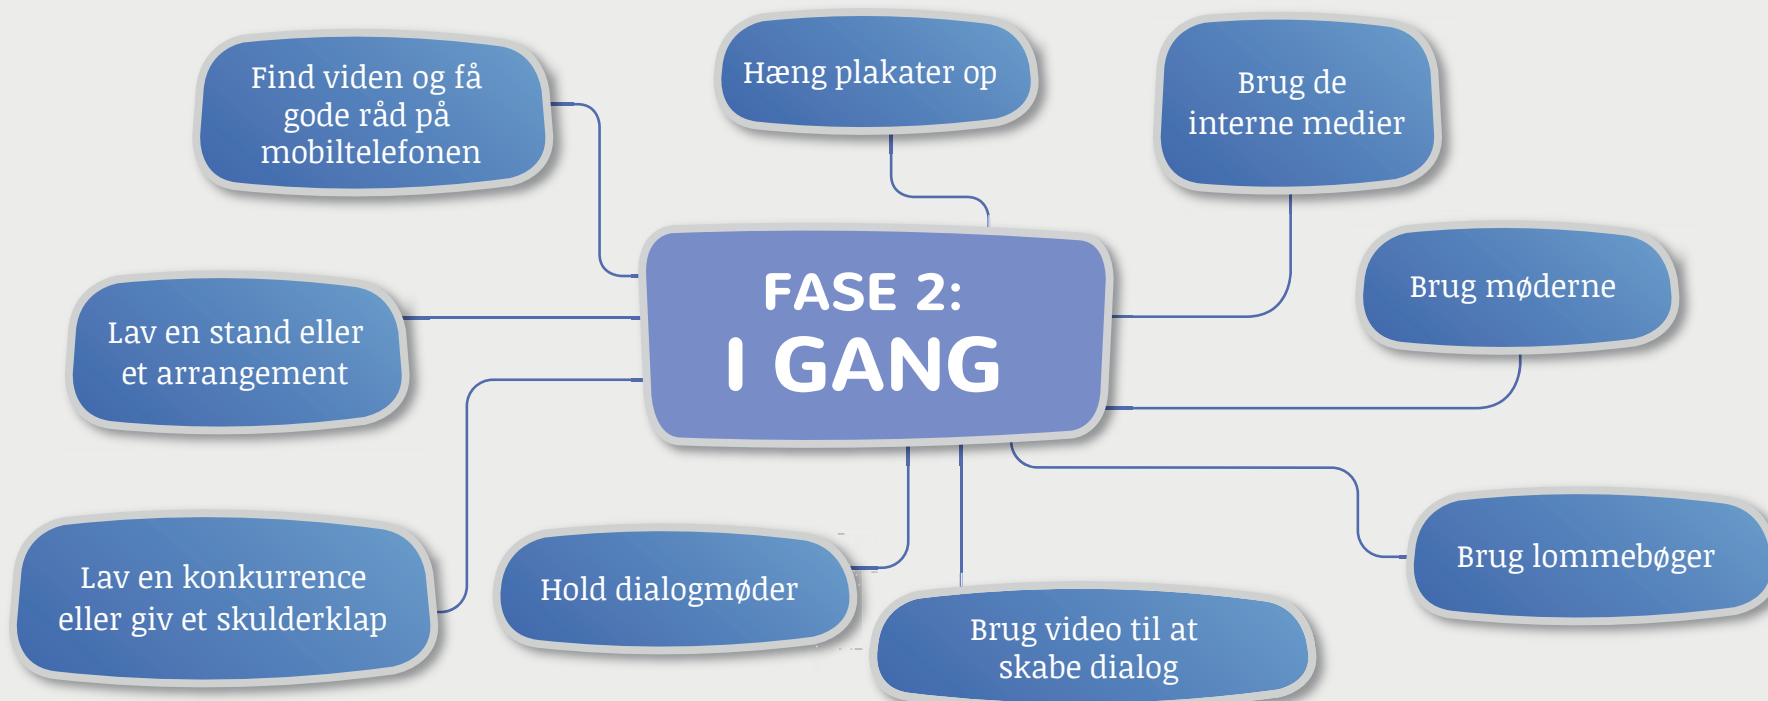 Find viden og få
gode råd på
mobiltelefonen
Hæng plakater op
Brug de
interne medier
FASE 2:
I GANG
Brug møderne
Lav en stand eller
et arrangement
Lav en konkurrence
eller giv et skulderklap
Hold dialogmøder
Brug video til at
skabe dialog
Brug lommebøger